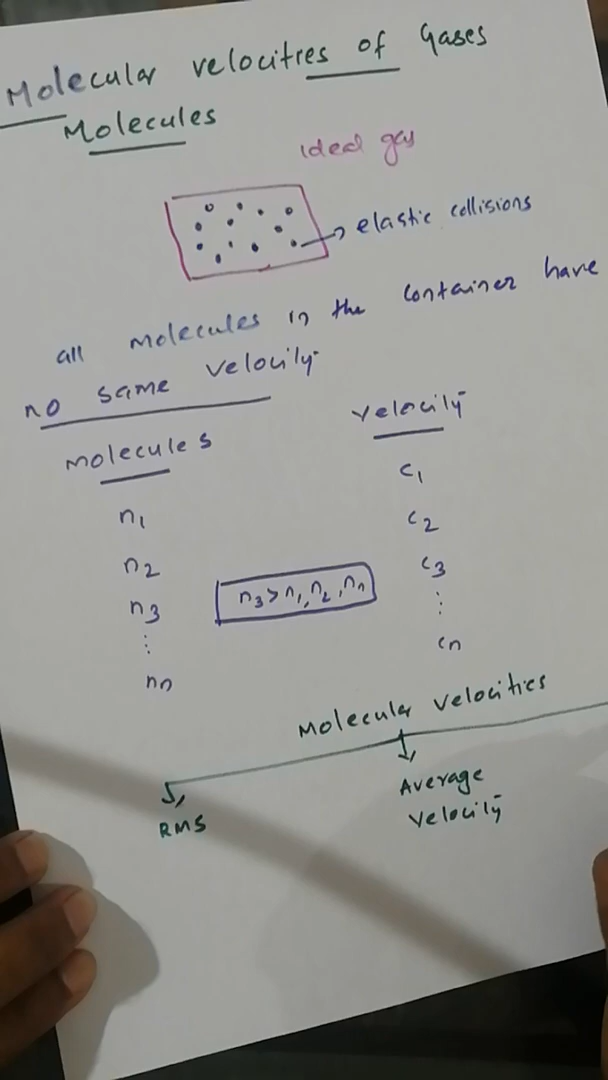 Molecular velocities of Gases
Molecules
ideal gas
elastic collisions
all molecules in the container have
no same velocity
molecules velocity
n1 c1
n2 c2
n3 c3
n3 > n1, n2, nn
⋮ ⋮
nn cn
Molecular velocities
RMS
Average
velocity